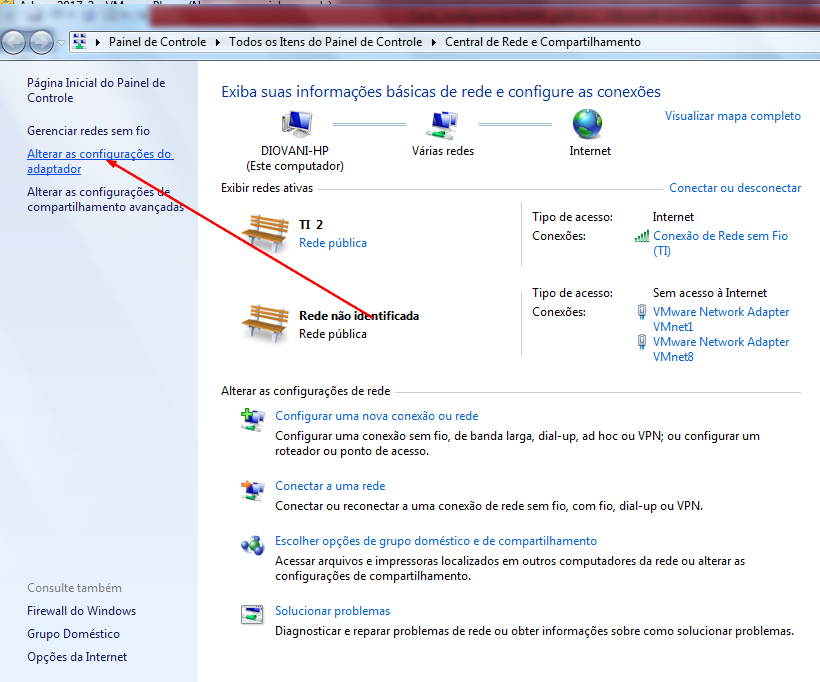 Painel de Controle
Todos os Itens do Painel de Controle
Central de Rede e Compartilhamento
Página Inicial do Painel de
Controle
Gerenciar redes sem fio
Alterar as configurações do
adaptador
Alterar as configurações de
compartilhamento avançadas
Consulte também
Firewall do Windows
Grupo Doméstico
Opções da Internet
Exiba suas informações básicas de rede e configure as conexões
Visualizar mapa completo
DIOVANI-HP
(Este computador)
Várias redes
Internet
Exibir redes ativas
Conectar ou desconectar
TI 2
Rede pública
Tipo de acesso:
Internet
Conexões:
Conexão de Rede sem Fio
(TI)
Rede não identificada
Rede pública
Tipo de acesso:
Sem acesso à Internet
Conexões:
VMware Network Adapter
VMnet1
VMware Network Adapter
VMnet8
Alterar as configurações de rede
Configurar uma nova conexão ou rede
Configurar uma conexão sem fio, de banda larga, dial-up, ad hoc ou VPN; ou configurar um
roteador ou ponto de acesso.
Conectar a uma rede
Conectar ou reconectar a uma conexão de rede sem fio, com fio, dial-up ou VPN.
Escolher opções de grupo doméstico e de compartilhamento
Acessar arquivos e impressoras localizados em outros computadores da rede ou alterar as
configurações de compartilhamento.
Solucionar problemas
Diagnosticar e reparar problemas de rede ou obter informações sobre como solucionar problemas.